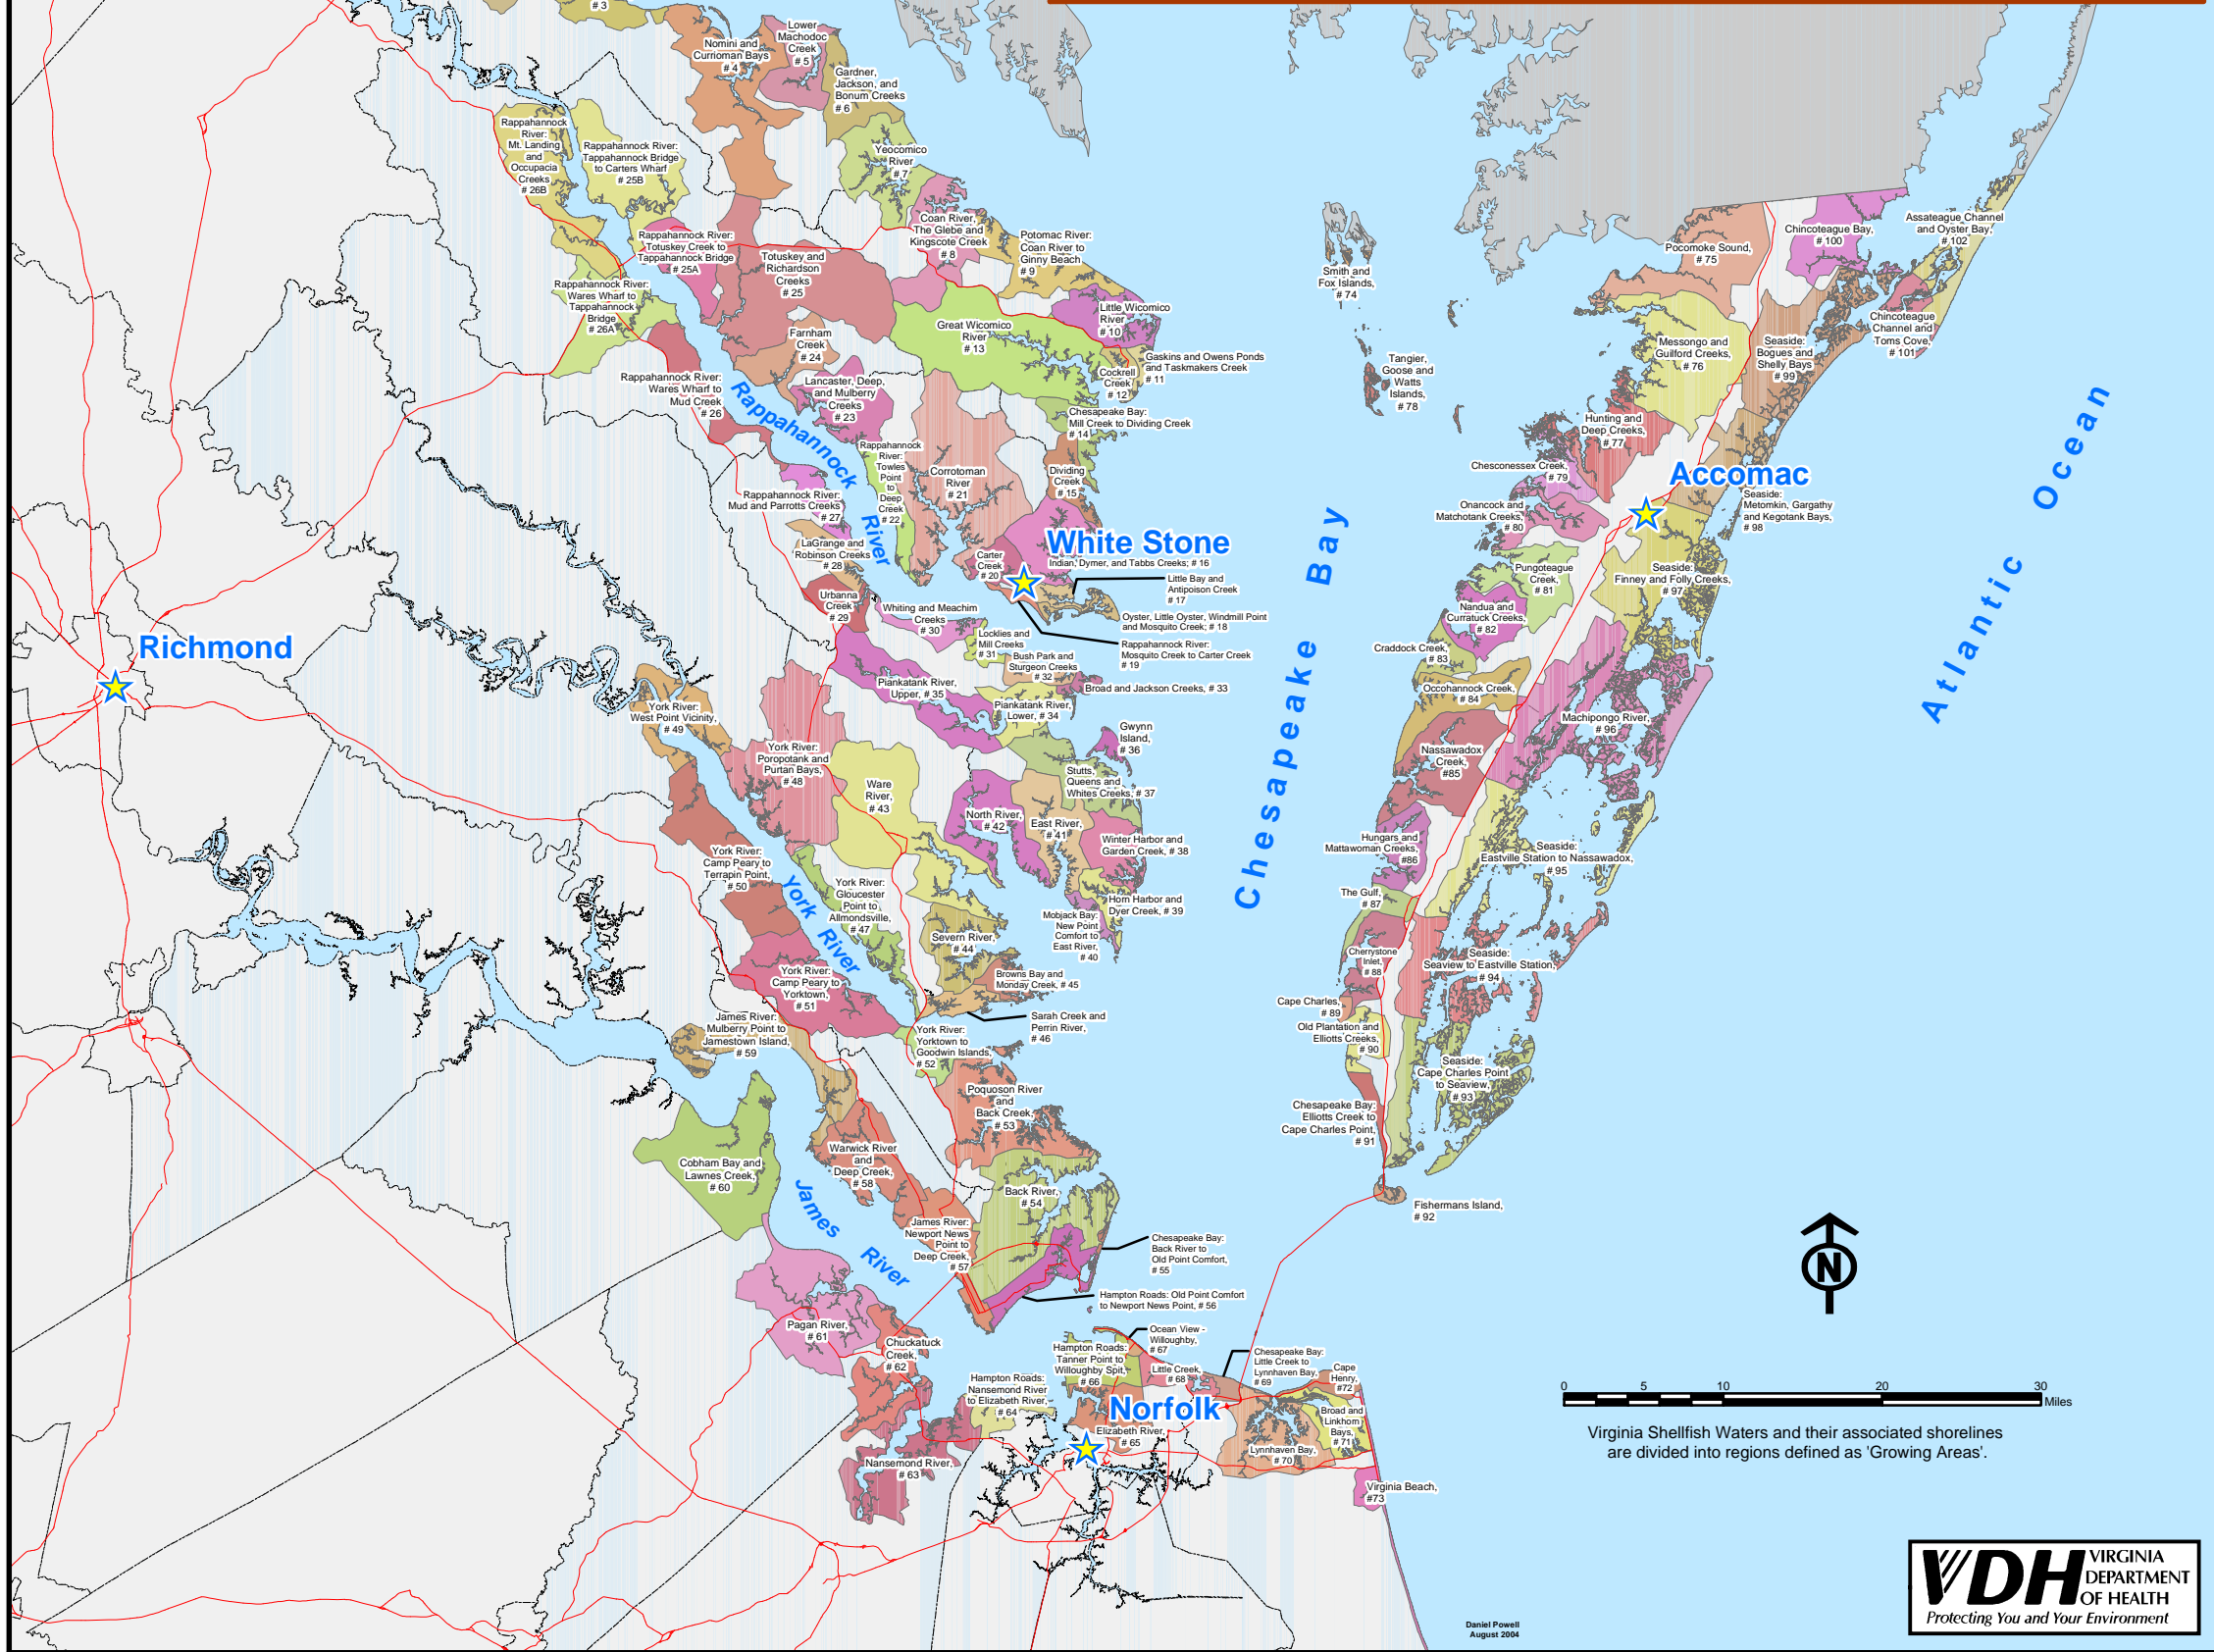 # 3
Nomini and
Currioman Bays
# 4
Lower
Machodoc
Creek
# 5
Gardner,
Jackson, and
Bonum Creeks
# 6
Rappahannock
River:
Mt. Landing
and
Occupacia
Creeks
# 26B
Rappahannock River:
Tappahannock Bridge
to Carters Wharf
# 25B
Yeocomico
River
# 7
Coan River,
The Glebe and
Kingscote Creek
# 8
Potomac River:
Coan River to
Ginny Beach
# 9
Rappahannock River:
Totuskey Creek to
Tappahannock Bridge
# 25A
Totuskey and
Richardson
Creeks
# 25
Rappahannock River:
Wares Wharf to
Tappahannock
Bridge
# 26A
Little Wicomico
River
# 10
Great Wicomico
River
# 13
Farnham
Creek
# 24
Gaskins and Owens Ponds
and Taskmakers Creek
# 11
Cockrell
Creek
# 12
Rappahannock River:
Wares Wharf to
Mud Creek
# 26
Lancaster, Deep,
and Mulberry
Creeks
# 23
Chesapeake Bay:
Mill Creek to Dividing Creek
# 14
Rappahannock
River
Rappahannock
River:
Towles
Point
to
Deep
Creek
# 22
Corrotoman
River
# 21
Dividing
Creek
# 15
Rappahannock River:
Mud and Parrotts Creeks
# 27
LaGrange and
Robinson Creeks
# 28
White Stone
Indian, Dymer, and Tabbs Creeks; # 16
Carter
Creek
# 20
Little Bay and
Antipoison Creek
# 17
Oyster, Little Oyster, Windmill Point
and Mosquito Creek; # 18
Rappahannock River:
Mosquito Creek to Carter Creek
# 19
Urbanna
Creek
# 29
Whiting and Meachim
Creeks
# 30
Locklies and
Mill Creeks
# 31
Bush Park and
Sturgeon Creeks
# 32
Broad and Jackson Creeks, # 33
Piankatank River,
Upper, # 35
Piankatank River,
Lower, # 34
Gwynn
Island,
# 36
Richmond
York River:
West Point Vicinity,
# 49
York River:
Poropotank and
Purtan Bays,
# 48
Ware
River,
# 43
Stutts,
Queens and
Whites Creeks, # 37
North River,
# 42
East River,
# 41
Winter Harbor and
Garden Creek, # 38
Horn Harbor and
Dyer Creek, # 39
Mobjack Bay:
New Point
Comfort to
East River,
# 40
York River:
Camp Peary to
Terrapin Point,
# 50
York
River
York River:
Gloucester
Point to
Allmondsville,
# 47
Severn River,
# 44
Browns Bay and
Monday Creek, # 45
Sarah Creek and
Perrin River,
# 46
York River:
Camp Peary to
Yorktown,
# 51
James River:
Mulberry Point to
Jamestown Island,
# 59
York River:
Yorktown to
Goodwin Islands,
# 52
Poquoson River
and
Back Creek,
# 53
Cobham Bay and
Lawnes Creek,
# 60
Warwick River
and
Deep Creek,
# 58
Back River,
# 54
James
River
James River:
Newport News
Point to
Deep Creek,
# 57
Chesapeake Bay:
Back River to
Old Point Comfort,
# 55
Hampton Roads: Old Point Comfort
to Newport News Point, # 56
Pagan River,
# 61
Chuckatuck
Creek,
# 62
Nansemond River,
# 63
Hampton Roads:
Nansemond River
to Elizabeth River,
# 64
Hampton Roads:
Tanner Point to
Willoughby Spit,
# 66
Ocean View -
Willoughby,
# 67
Little Creek,
# 68
Chesapeake Bay:
Little Creek to
Lynnhaven Bay,
# 69
Cape
Henry,
#72
Norfolk
Elizabeth River,
# 65
Lynnhaven Bay,
# 70
Broad and
Linkhorn
Bays,
# 71
Virginia Beach,
#73
Chesapeake Bay
Smith and
Fox Islands,
# 74
Tangier,
Goose and
Watts
Islands,
# 78
Pocomoke Sound,
# 75
Chincoteague Bay,
# 100
Assateague Channel
and Oyster Bay,
# 102
Chincoteague
Channel and
Toms Cove,
# 101
Messongo and
Guilford Creeks,
# 76
Seaside:
Bogues and
Shelly Bays
# 99
Hunting and
Deep Creeks,
# 77
Chesconessex Creek,
# 79
Accomac
Onancock and
Matchotank Creeks,
# 80
Seaside:
Metomkin, Gargathy
and Kegotank Bays,
# 98
Pungoteague
Creek,
# 81
Seaside:
Finney and Folly Creeks,
# 97
Nandua and
Curratuck Creeks,
# 82
Craddock Creek,
# 83
Occohannock Creek,
# 84
Machipongo River,
# 96
Nassawadox
Creek,
#85
Hungars and
Mattawoman Creeks,
#86
Seaside:
Eastville Station to Nassawadox,
# 95
The Gulf,
# 87
Cherrystone
Inlet,
# 88
Seaside:
Seaview to Eastville Station,
# 94
Cape Charles,
# 89
Old Plantation and
Elliotts Creeks,
# 90
Seaside:
Cape Charles Point
to Seaview,
# 93
Chesapeake Bay:
Elliotts Creek to
Cape Charles Point,
# 91
Fishermans Island,
# 92
Atlantic Ocean
N
0 5 10 20 30
Miles
Virginia Shellfish Waters and their associated shorelines
are divided into regions defined as 'Growing Areas'.
VDH VIRGINIA
DEPARTMENT
OF HEALTH
Protecting You and Your Environment
Daniel Powell
August 2004